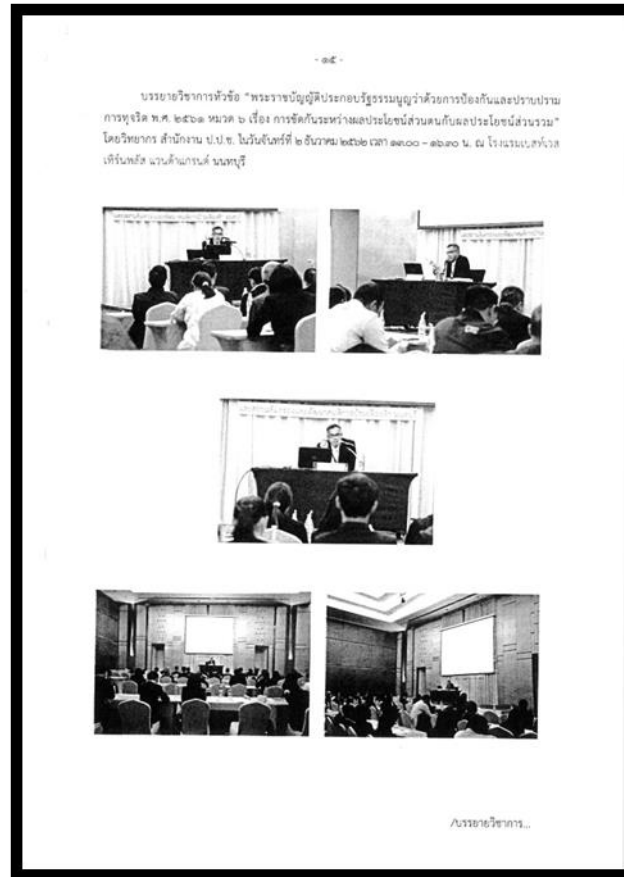 - ๑๕ -
บรรยายวิชาการหัวข้อ "พระราชบัญญัติประกอบรัฐธรรมนูญว่าด้วยการป้องกันและปราบปราม
การทุจริต พ.ศ. ๒๕๖๑ หมวด ๖ เรื่อง การขัดกันระหว่างผลประโยชน์ส่วนตนกับผลประโยชน์ส่วนรวม"
โดยวิทยากร สำนักงาน ป.ป.ช. ในวันจันทร์ที่ ๒ ธันวาคม ๒๕๖๒ เวลา ๑๓.๐๐ – ๑๖.๓๐ น. ณ โรงแรมเบสท์เวส
เทิร์นพลัส แวนด้าแกรนด์ นนทบุรี
/บรรยายวิชาการ...